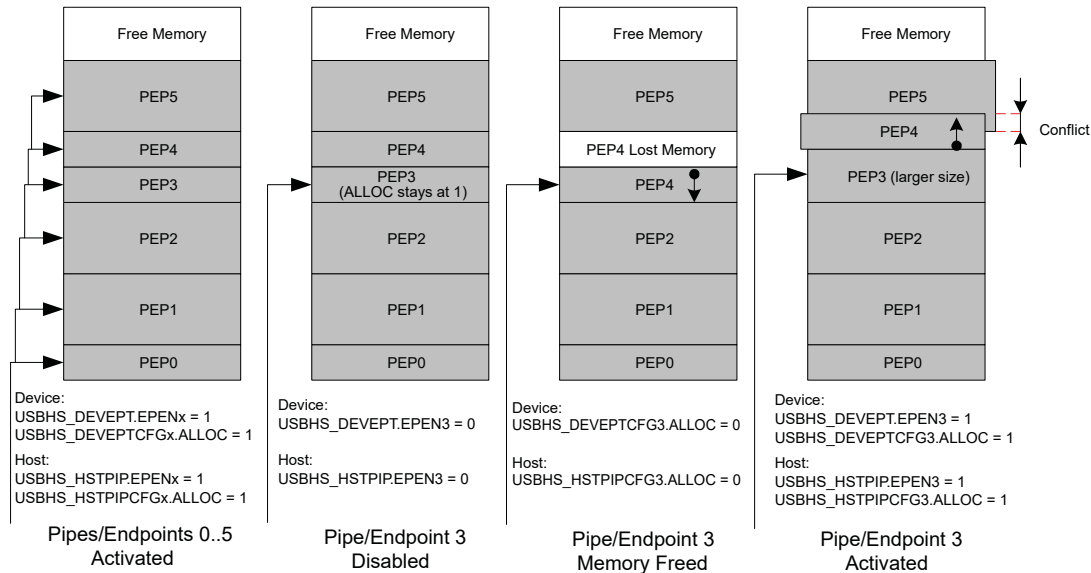 Free Memory
PEP5
PEP4
PEP3
PEP2
PEP1
PEP0
Device:
USBHS_DEVEPT.EPENx = 1
USBHS_DEVEPTCFGx.ALLOC = 1
Host:
USBHS_HSTPIP.EPENx = 1
USBHS_HSTPIPCFGx.ALLOC = 1
Pipes/Endpoints 0..5
Activated
Free Memory
PEP5
PEP4
PEP3
(ALLOC stays at 1)
PEP2
PEP1
PEP0
Device:
USBHS_DEVEPT.EPEN3 = 0
Host:
USBHS_HSTPIP.EPEN3 = 0
Pipe/Endpoint 3
Disabled
Free Memory
PEP5
PEP4 Lost Memory
PEP4
PEP2
PEP1
PEP0
Device:
USBHS_DEVEPTCFG3.ALLOC = 0
Host:
USBHS_HSTPIPCFG3.ALLOC = 0
Pipe/Endpoint 3
Memory Freed
Free Memory
PEP5
PEP4
Conflict
PEP3 (larger size)
PEP2
PEP1
PEP0
Device:
USBHS_DEVEPT.EPEN3 = 1
USBHS_DEVEPTCFG3.ALLOC = 1
Host:
USBHS_HSTPIP.EPEN3 = 1
USBHS_HSTPIPCFG3.ALLOC = 1
Pipe/Endpoint 3
Activated